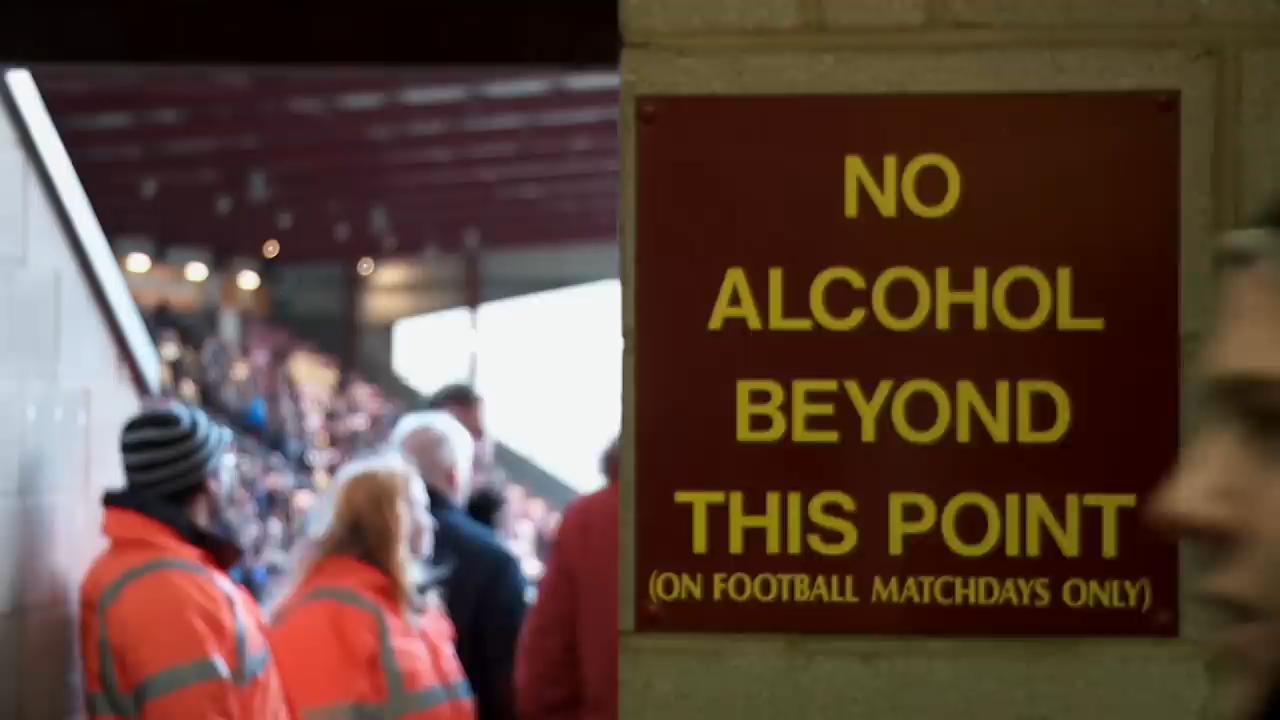 NO
ALCOHOL
BEYOND
THIS POINT
(ON FOOTBALL MATCHDAYS ONLY)